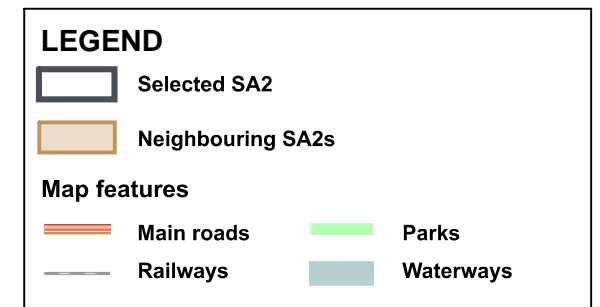 LEGEND
Selected SA2
Neighbouring SA2s
Map features
Main roads
Parks
Railways
Waterways